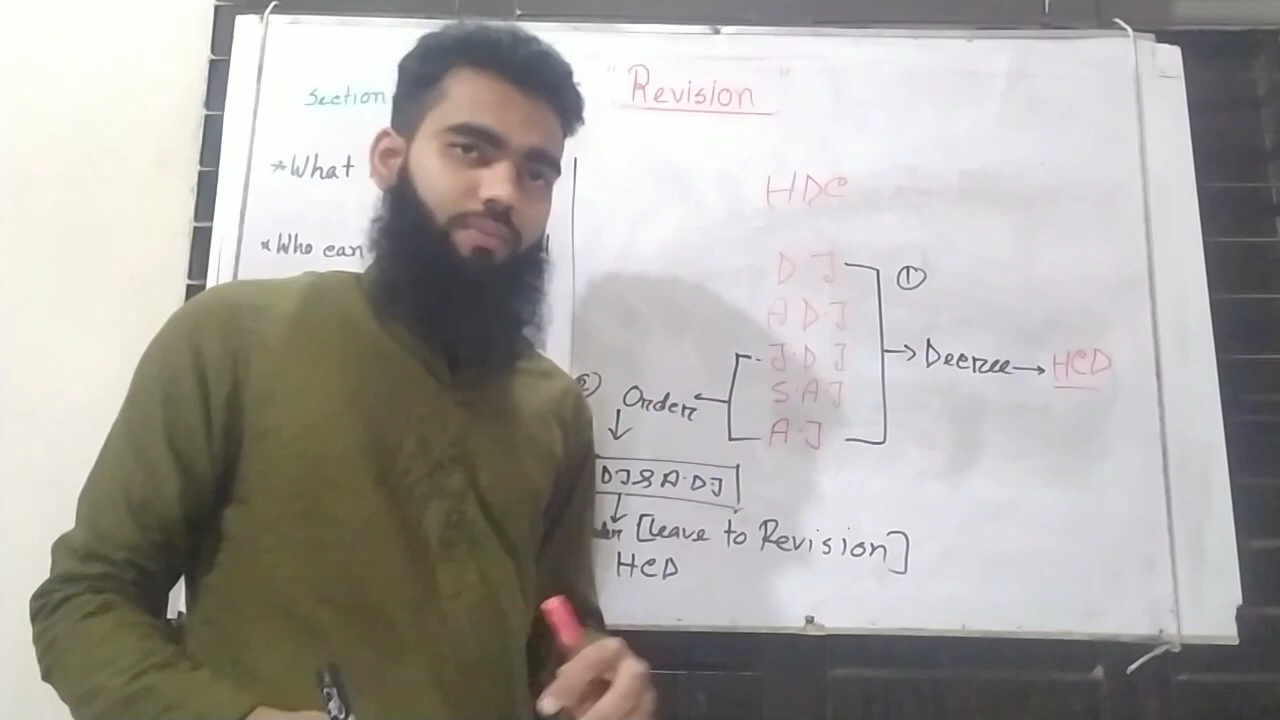 "Revision"
Section
*What
*Who can
HDC
D J
A D.J
J.D J
S.A.J
A.J
①
→ Decree → HCD
Order ←
↓
DJ & A.DJ
↓
[leave to Revision]
HCD